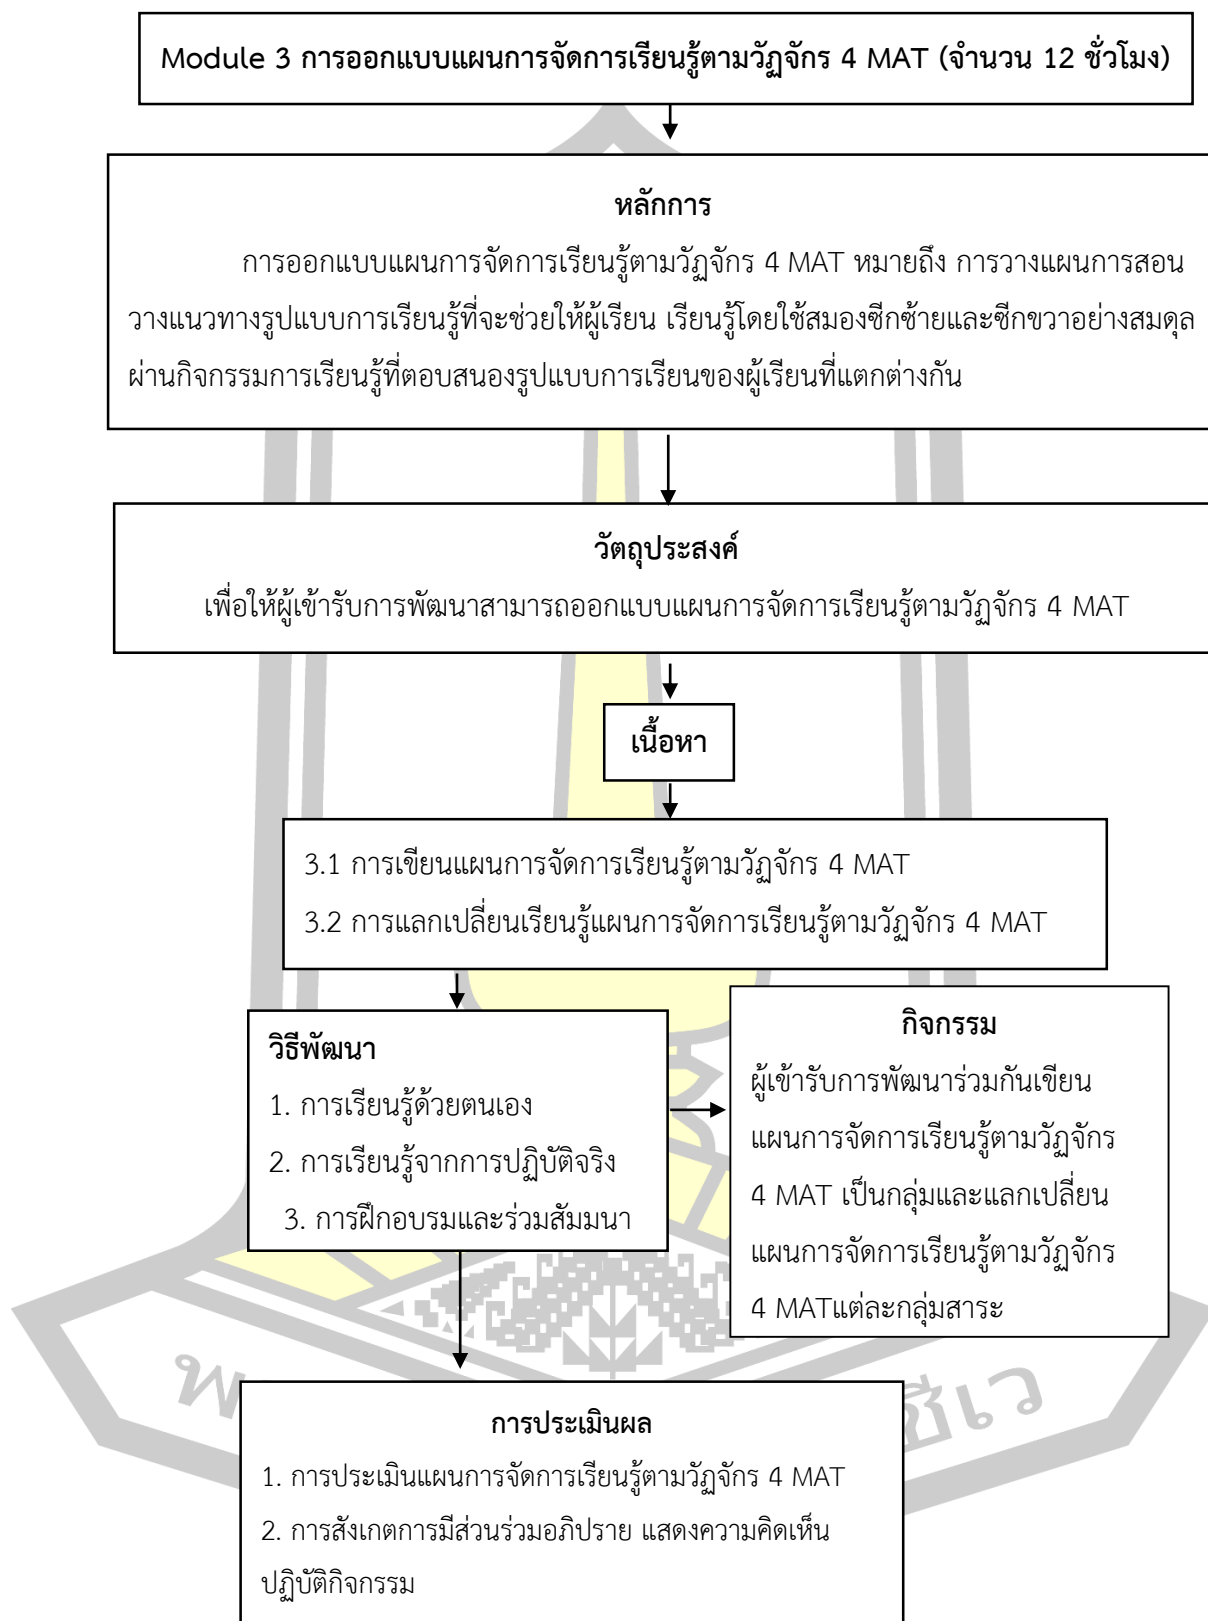 Module 3 การออกแบบแผนการจัดการเรียนรู้ตามวัฏจักร 4 MAT (จำนวน 12 ชั่วโมง)
หลักการ
การออกแบบแผนการจัดการเรียนรู้ตามวัฏจักร 4 MAT หมายถึง การวางแผนการสอน
วางแนวทางรูปแบบการเรียนรู้ที่จะช่วยให้ผู้เรียน เรียนรู้โดยใช้สมองซีกซ้ายและซีกขวาอย่างสมดุล
ผ่านกิจกรรมการเรียนรู้ที่ตอบสนองรูปแบบการเรียนของผู้เรียนที่แตกต่างกัน
วัตถุประสงค์
เพื่อให้ผู้เข้ารับการพัฒนาสามารถออกแบบแผนการจัดการเรียนรู้ตามวัฏจักร 4 MAT
เนื้อหา
3.1 การเขียนแผนการจัดการเรียนรู้ตามวัฏจักร 4 MAT
3.2 การแลกเปลี่ยนเรียนรู้แผนการจัดการเรียนรู้ตามวัฏจักร 4 MAT
วิธีพัฒนา
1. การเรียนรู้ด้วยตนเอง
2. การเรียนรู้จากการปฏิบัติจริง
3. การฝึกอบรมและร่วมสัมมนา
กิจกรรม
ผู้เข้ารับการพัฒนาร่วมกันเขียน
แผนการจัดการเรียนรู้ตามวัฏจักร
4 MAT เป็นกลุ่มและแลกเปลี่ยน
แผนการจัดการเรียนรู้ตามวัฏจักร
4 MATแต่ละกลุ่มสาระ
การประเมินผล
1. การประเมินแผนการจัดการเรียนรู้ตามวัฏจักร 4 MAT
2. การสังเกตการมีส่วนร่วมอภิปราย แสดงความคิดเห็น
ปฏิบัติกิจกรรม
ชีเว